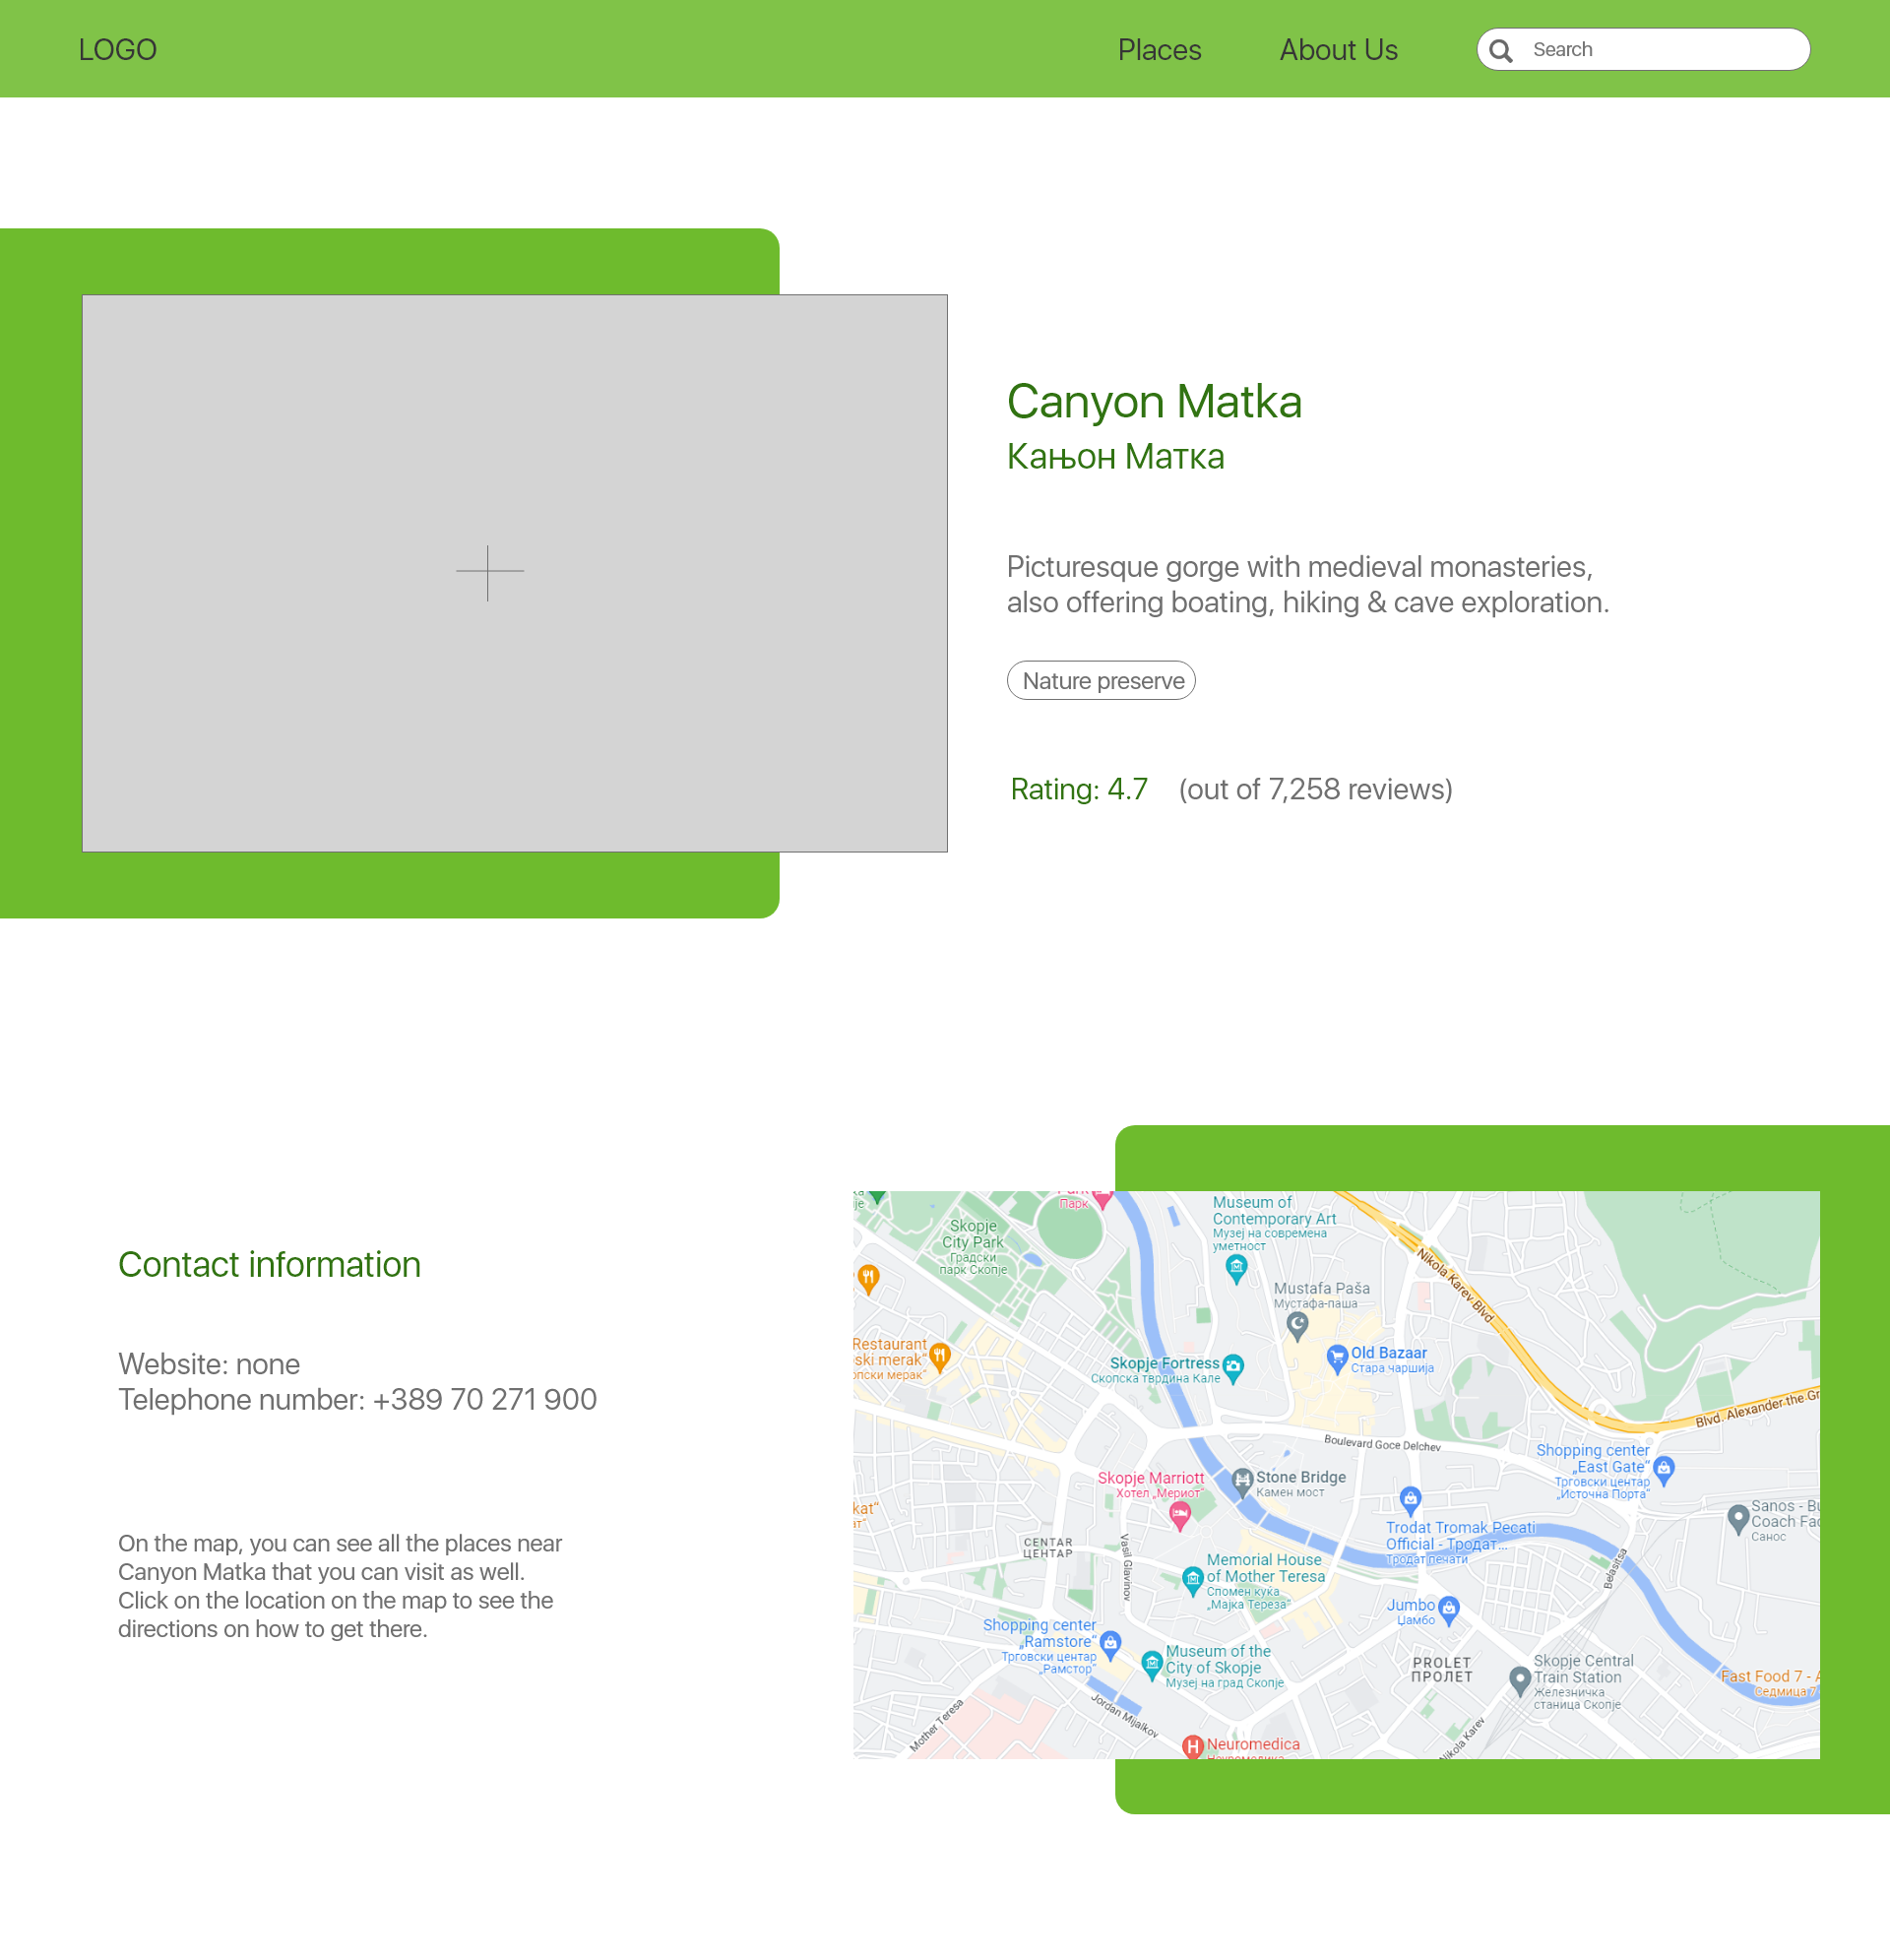 LOGO
Places
About Us
Search
Canyon Matka
Кањон Матка
Picturesque gorge with medieval monasteries,
also offering boating, hiking & cave exploration.
Nature preserve
Rating: 4.7 (out of 7,258 reviews)
Contact information
Website: none
Telephone number: +389 70 271 900
On the map, you can see all the places near
Canyon Matka that you can visit as well.
Click on the location on the map to see the
directions on how to get there.
Парк
Skopje
City Park
Градски
парк Скопје
Museum of
Contemporary Art
Музеј на современа
уметност
Mustafa Paša
Мустафа-паша
Nikola Karev Blvd
Restaurant
ski merak“
опски мерак“
Skopje Fortress
Скопска тврдина Кале
Old Bazaar
Стара чаршија
Blvd. Alexander the Gr
Boulevard Goce Delchev
Shopping center
„East Gate“
Трговски центар
„Источна Порта“
Skopje Marriott
Хотел „Мериот“
Stone Bridge
Камен мост
kat“
ат“
Sanos - Bu
Coach Fac
Санос
Trodat Tromak Pecati
Official - Тродат...
Тродат печати
CENTAR
ЦЕНТАР
Vasil Glavinov
Belasitsa
Memorial House
of Mother Teresa
Спомен куќа
„Мајка Тереза“
Jumbo
Џамбо
Shopping center
„Ramstore“
Трговски центар
„Рамстор“
Museum of the
City of Skopje
Музеј на град Скопје
PROLET
ПРОЛЕТ
Skopje Central
Train Station
Железничка
станица Скопје
Fast Food 7 - A
Седмица 7
Mother Teresa
Jordan Mijalkov
Nikola Karev
Neuromedica